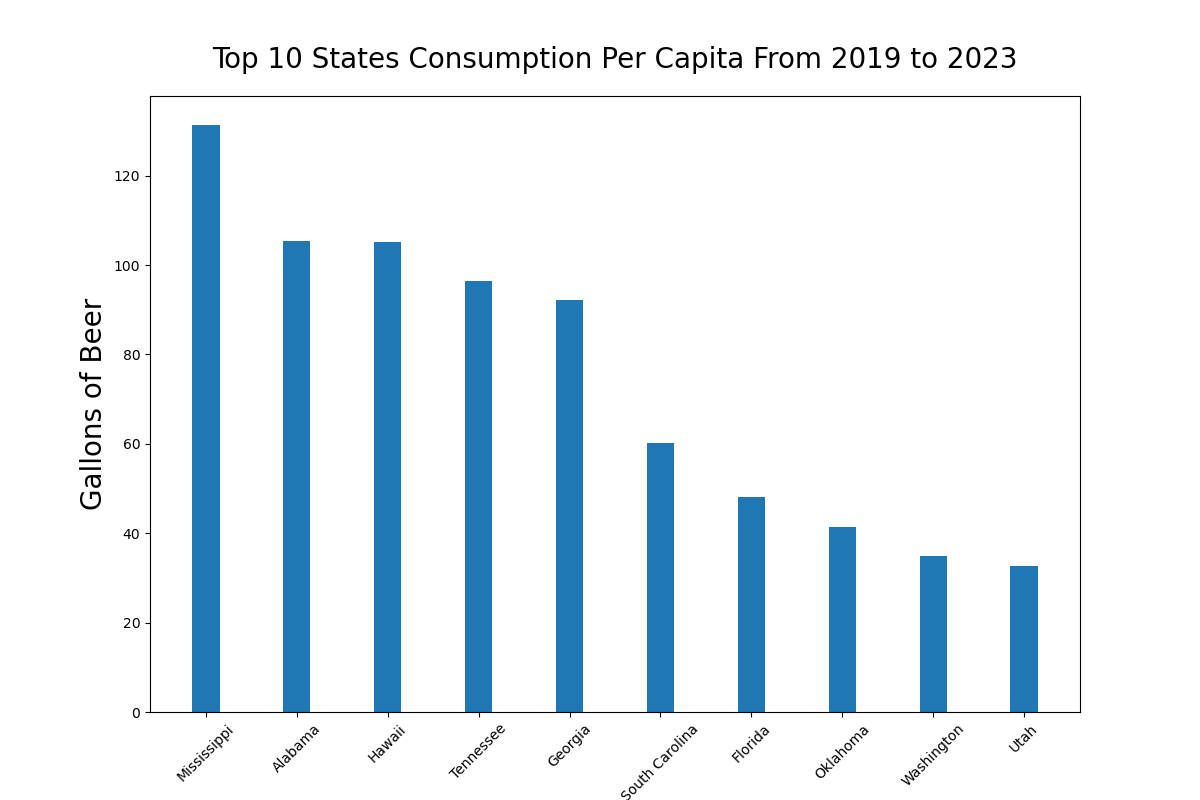 Top 10 States Consumption Per Capita From 2019 to 2023
Gallons of Beer
120
100
80
60
40
20
0
Mississippi
Alabama
Hawaii
Tennessee
Georgia
South Carolina
Florida
Oklahoma
Washington
Utah